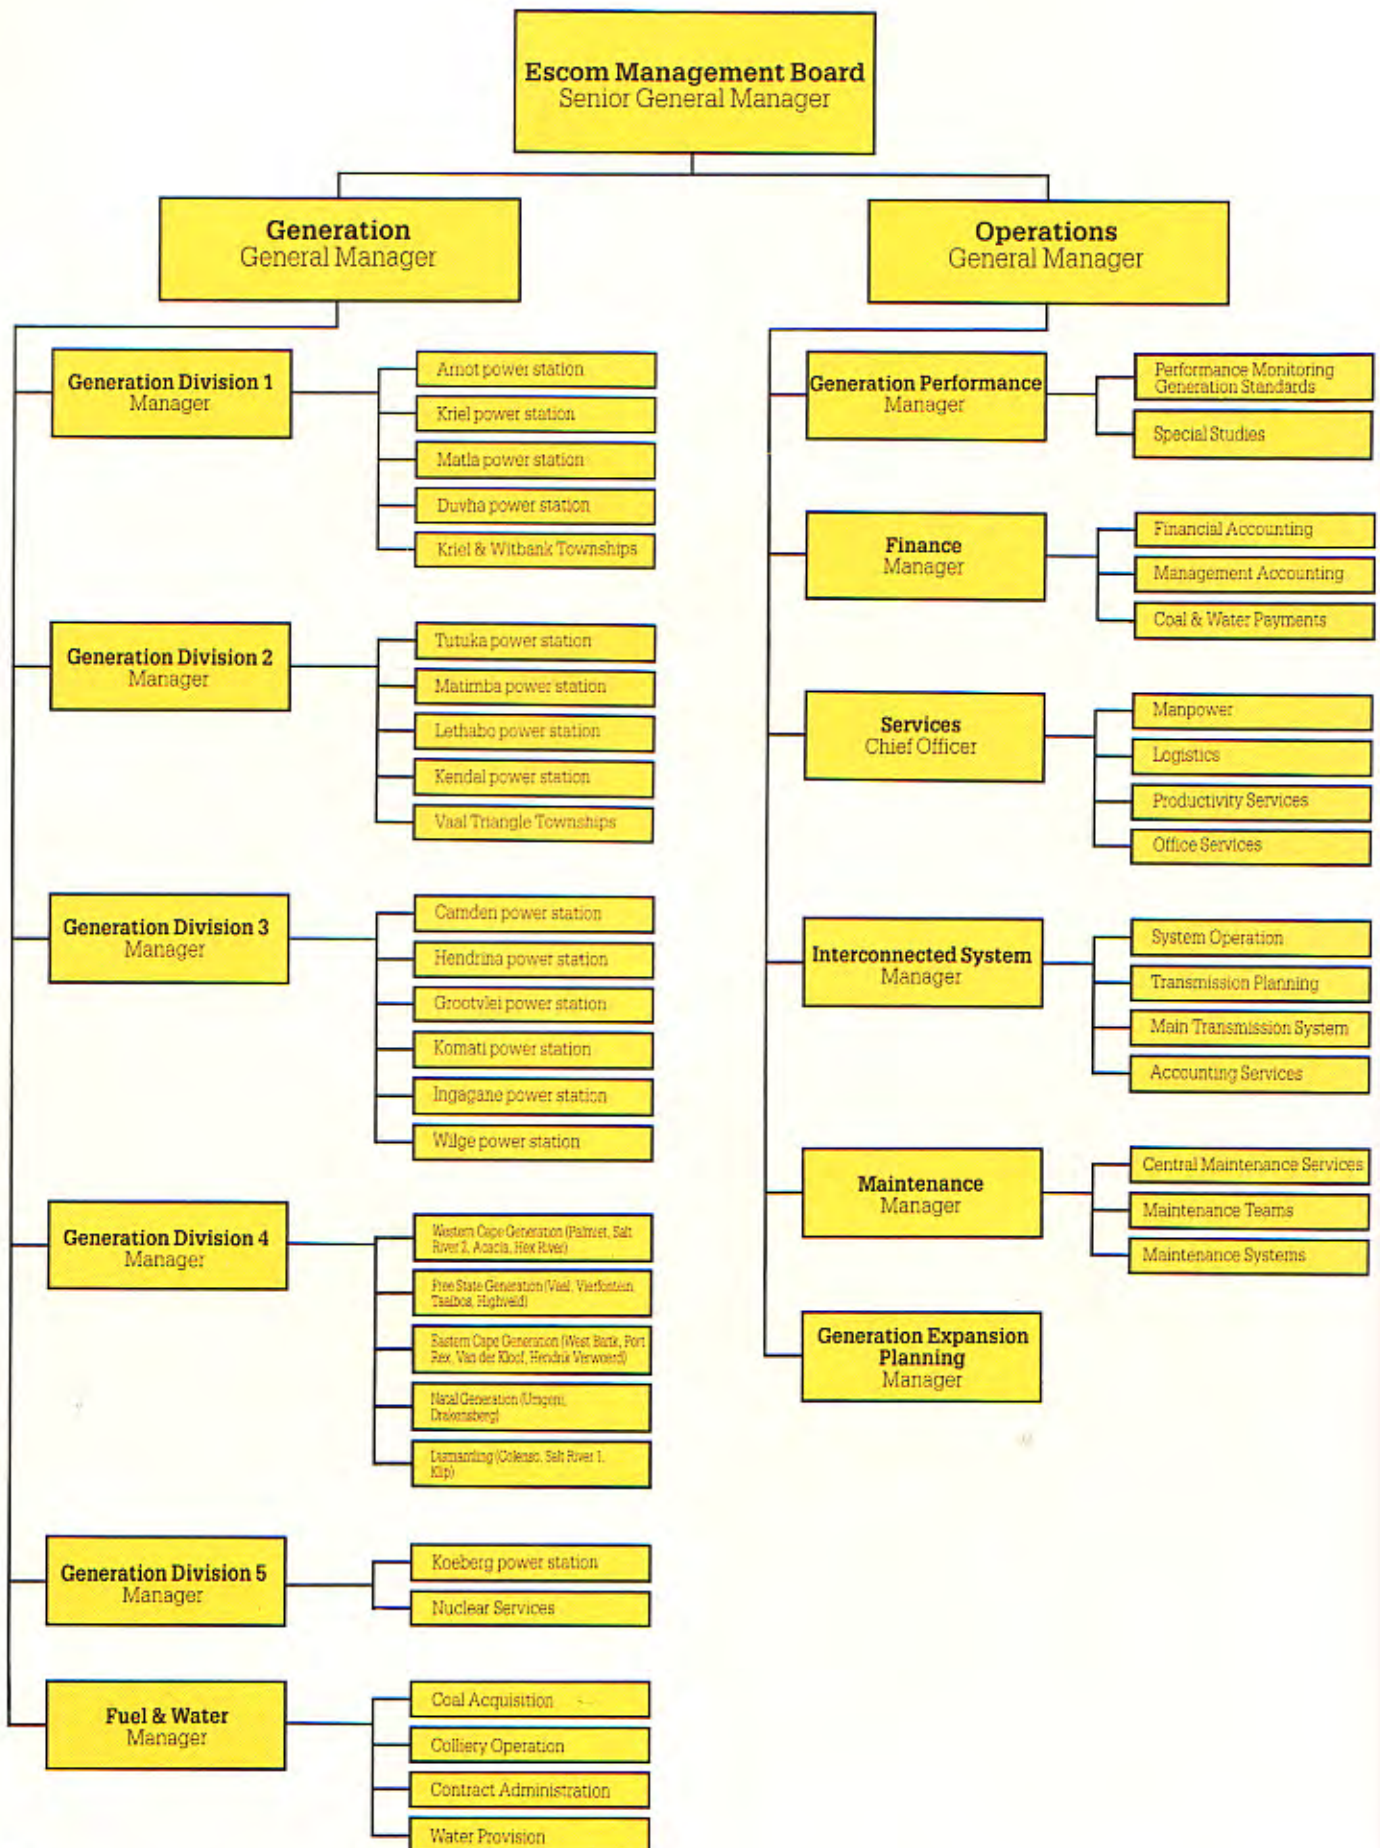 Escom Management Board
Senior General Manager
Generation
General Manager
Generation Division 1
Manager
Arnot power station
Kriel power station
Matla power station
Duvha power station
Kriel & Witbank Townships
Generation Division 2
Manager
Tutuka power station
Matimba power station
Lethabo power station
Kendal power station
Vaal Triangle Townships
Generation Division 3
Manager
Camden power station
Hendrina power station
Grootvlei power station
Komati power station
Ingagane power station
Wilge power station
Generation Division 4
Manager
Western Cape Generation (Palmiet, Salt
River 2, Acacia, Hex River)
Free State Generation (Vaal, Vierfontein,
Taaibos, Highveld)
Eastern Cape Generation (West Bank, Port
Rex, Van der Kloof, Hendrik Verwoerd)
Natal Generation (Umgeni,
Drakensberg)
Dismantling (Colenso, Salt River 1,
Klip)
Generation Division 5
Manager
Koeberg power station
Nuclear Services
Fuel & Water
Manager
Coal Acquisition
Colliery Operation
Contract Administration
Water Provision
Operations
General Manager
Generation Performance
Manager
Performance Monitoring
Generation Standards
Special Studies
Finance
Manager
Financial Accounting
Management Accounting
Coal & Water Payments
Services
Chief Officer
Manpower
Logistics
Productivity Services
Office Services
Interconnected System
Manager
System Operation
Transmission Planning
Main Transmission System
Accounting Services
Maintenance
Manager
Central Maintenance Services
Maintenance Teams
Maintenance Systems
Generation Expansion
Planning
Manager